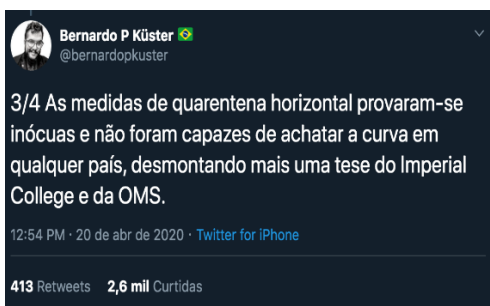 Bernardo P Küster 🇧🇷
@bernardopkuster
3/4 As medidas de quarentena horizontal provaram-se
inócuas e não foram capazes de achatar a curva em
qualquer país, desmontando mais uma tese do Imperial
College e da OMS.
12:54 PM · 20 de abr de 2020 · Twitter for iPhone
413 Retweets 2,6 mil Curtidas